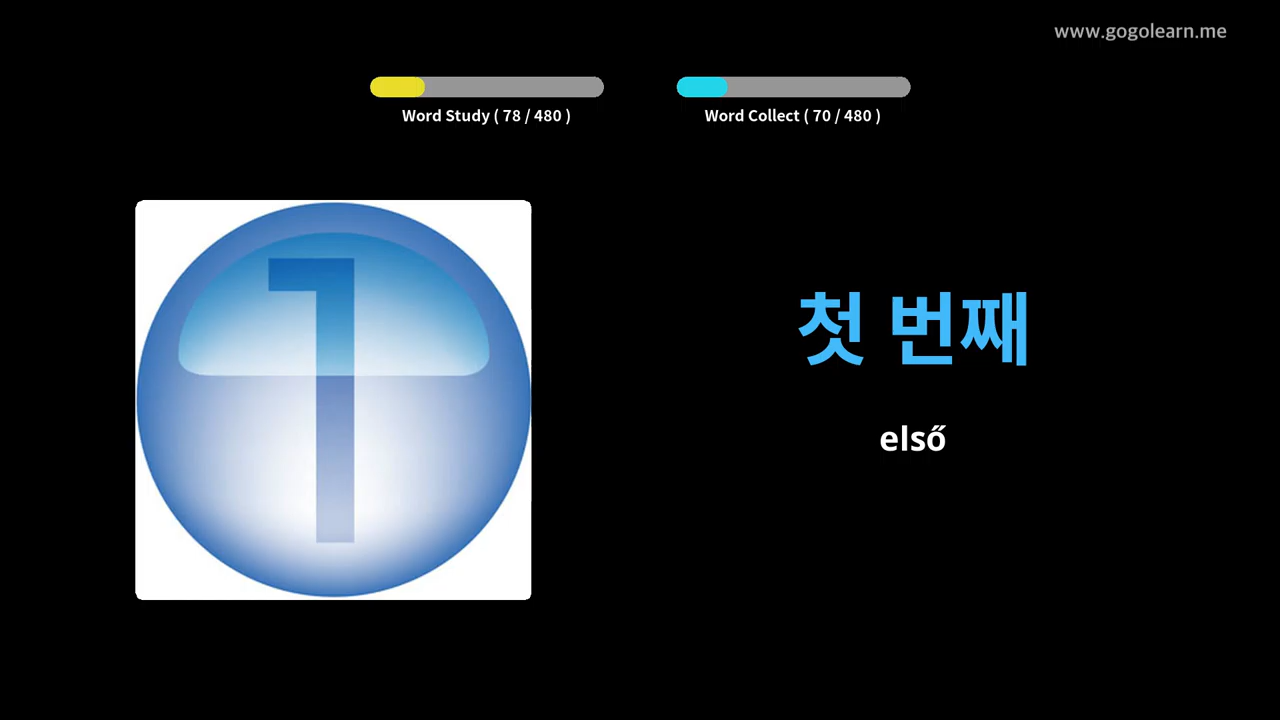 www.gogolearn.me
Word Study ( 78 / 480 )
Word Collect ( 70 / 480 )
1
첫 번째
első